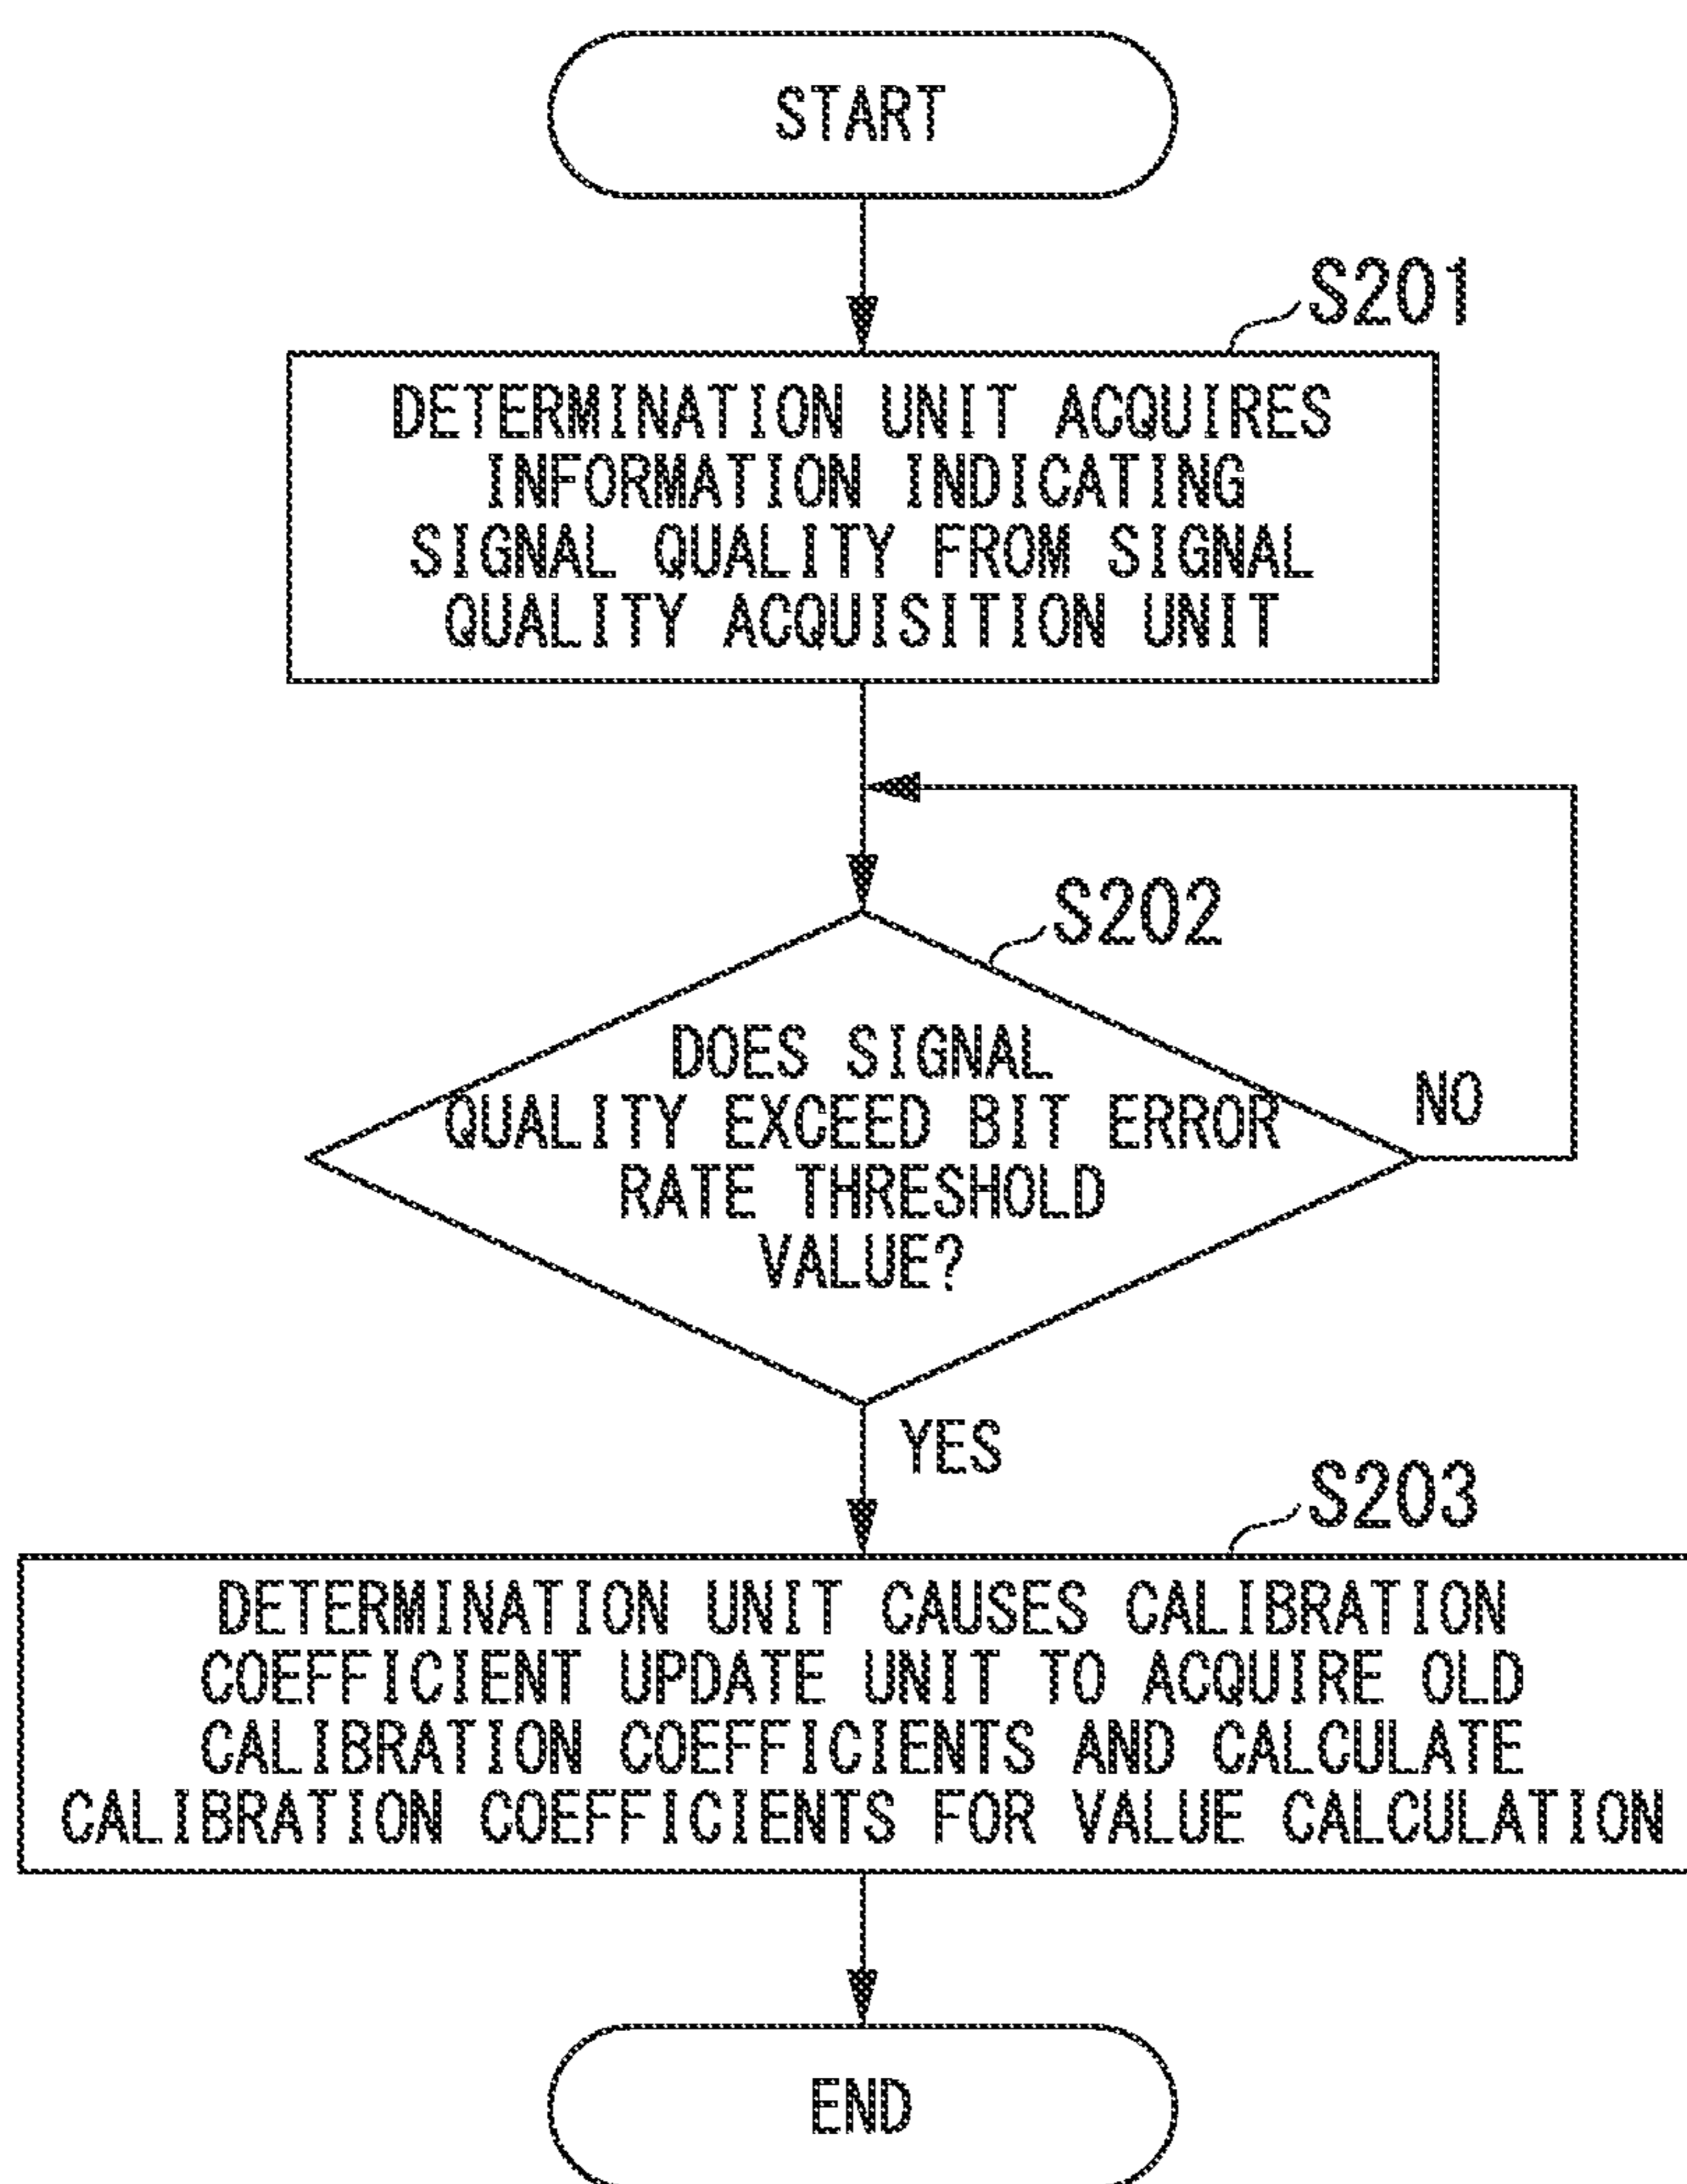 START
S201
DETERMINATION UNIT ACQUIRES
INFORMATION INDICATING
SIGNAL QUALITY FROM SIGNAL
QUALITY ACQUISITION UNIT
S202
DOES SIGNAL
QUALITY EXCEED BIT ERROR
RATE THRESHOLD
VALUE?
NO
YES
S203
DETERMINATION UNIT CAUSES CALIBRATION
COEFFICIENT UPDATE UNIT TO ACQUIRE OLD
CALIBRATION COEFFICIENTS AND CALCULATE
CALIBRATION COEFFICIENTS FOR VALUE CALCULATION
END